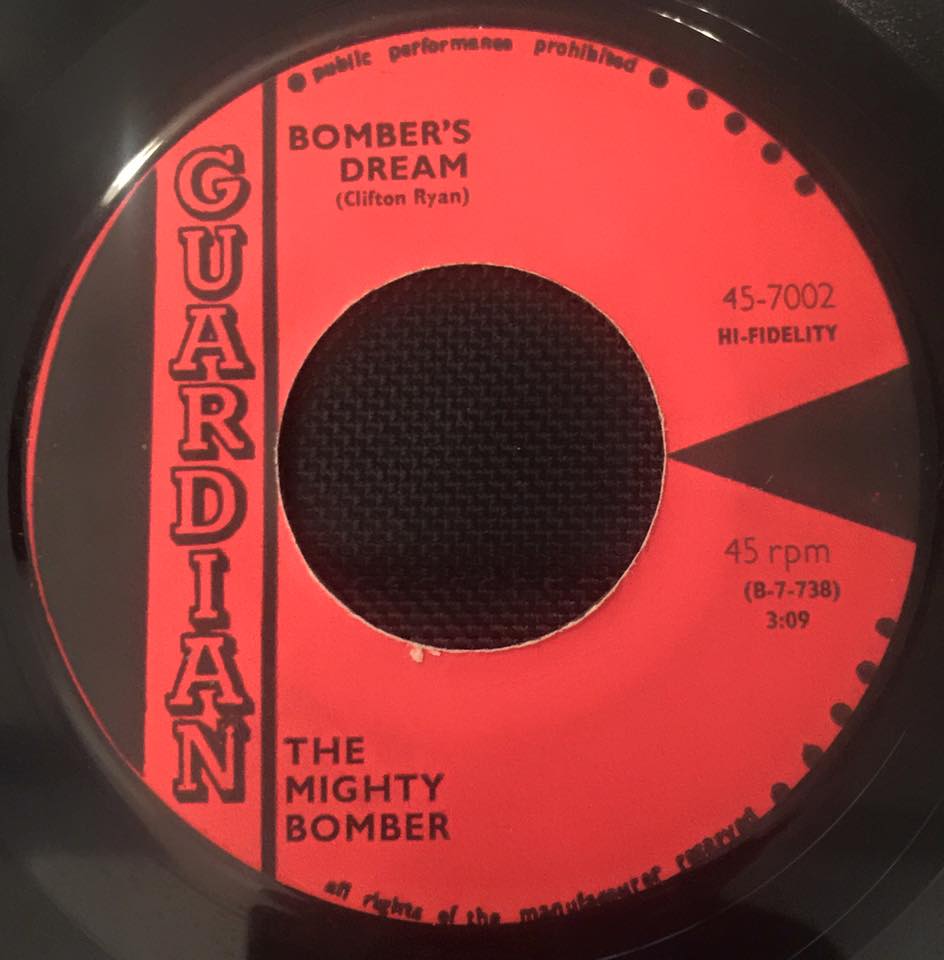 public performance prohibited
BOMBER'S
DREAM
(Clifton Ryan)
GUARDIAN
45-7002
HI-FIDELITY
45 rpm
(B-7-738)
3:09
THE
MIGHTY
BOMBER
all rights of the manufacturer reserved